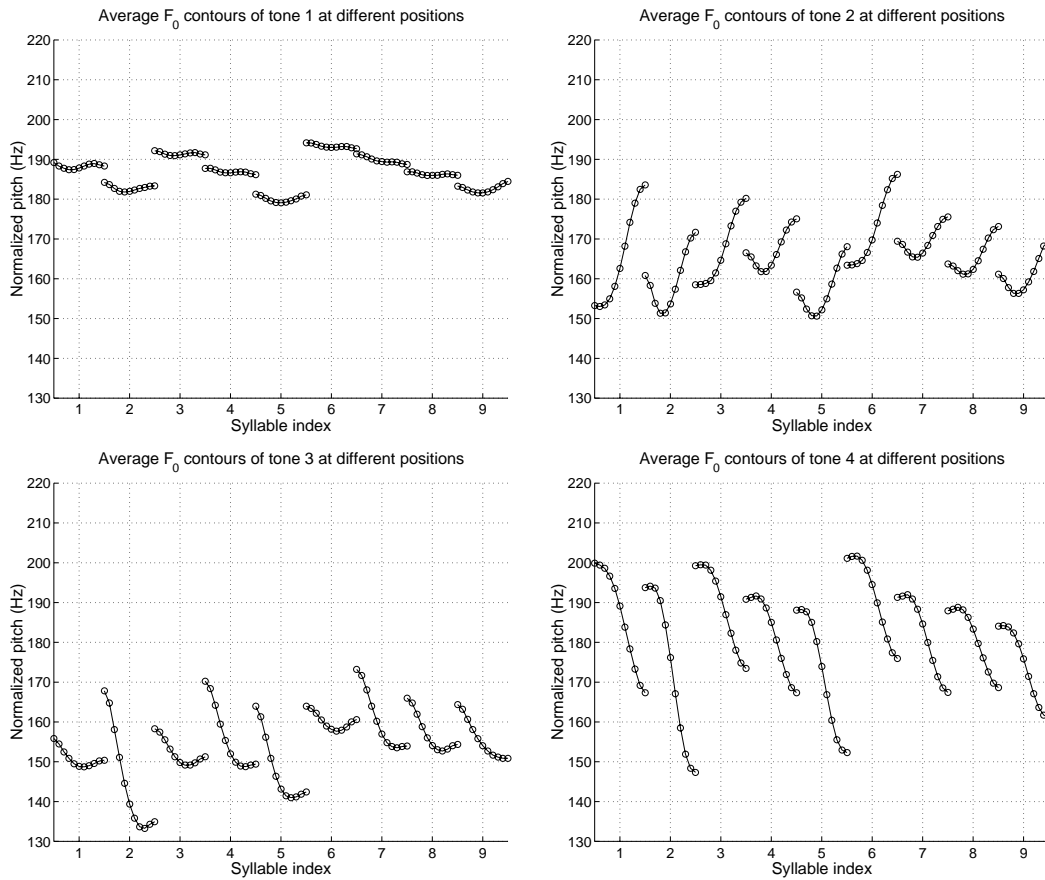 Average F0 contours of tone 1 at different positions
220
210
200
190
180
170
160
150
140
130
Normalized pitch (Hz)
1 2 3 4 5 6 7 8 9
Syllable index
Average F0 contours of tone 2 at different positions
220
210
200
190
180
170
160
150
140
130
Normalized pitch (Hz)
1 2 3 4 5 6 7 8 9
Syllable index
Average F0 contours of tone 3 at different positions
220
210
200
190
180
170
160
150
140
130
Normalized pitch (Hz)
1 2 3 4 5 6 7 8 9
Syllable index
Average F0 contours of tone 4 at different positions
220
210
200
190
180
170
160
150
140
130
Normalized pitch (Hz)
1 2 3 4 5 6 7 8 9
Syllable index